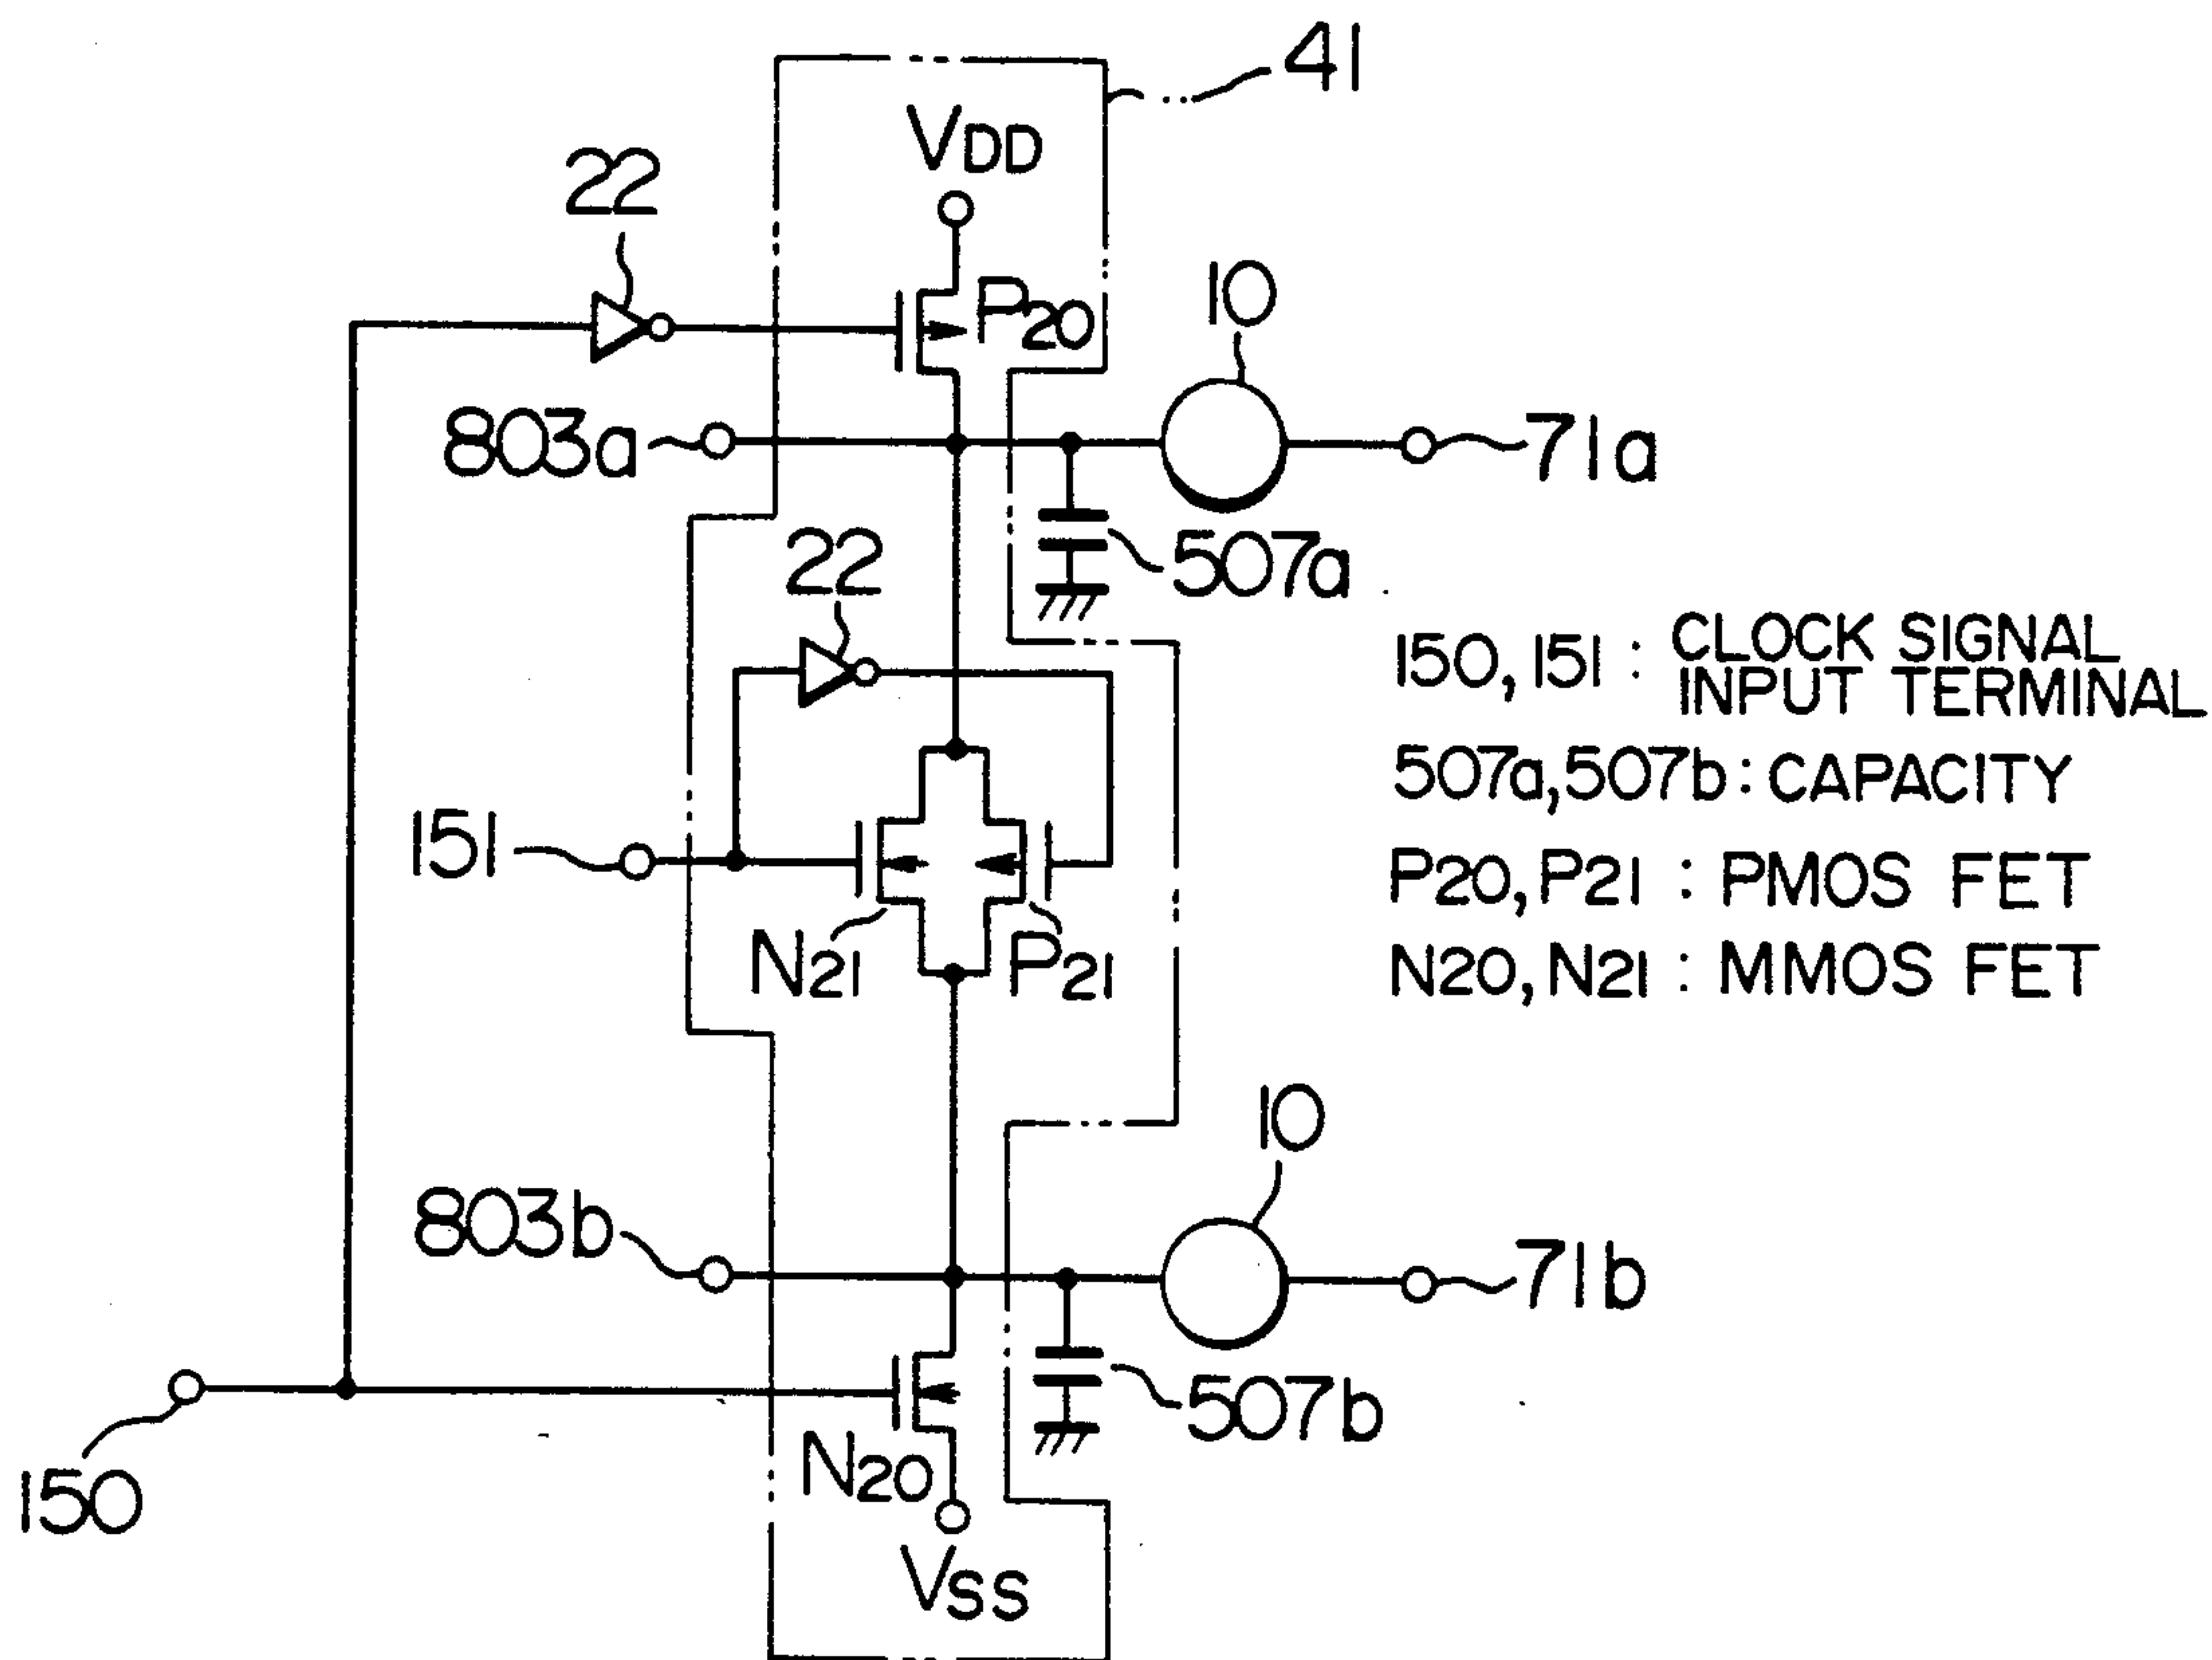 41
VDD
22
P20
10
803a
71a
507a
22
150, 151 : CLOCK SIGNAL
INPUT TERMINAL
507a, 507b : CAPACITY
151
P20, P21 : PMOS FET
N21
P21
N20, N21 : MMOS FET
10
803b
71b
507b
N20
150
VSS